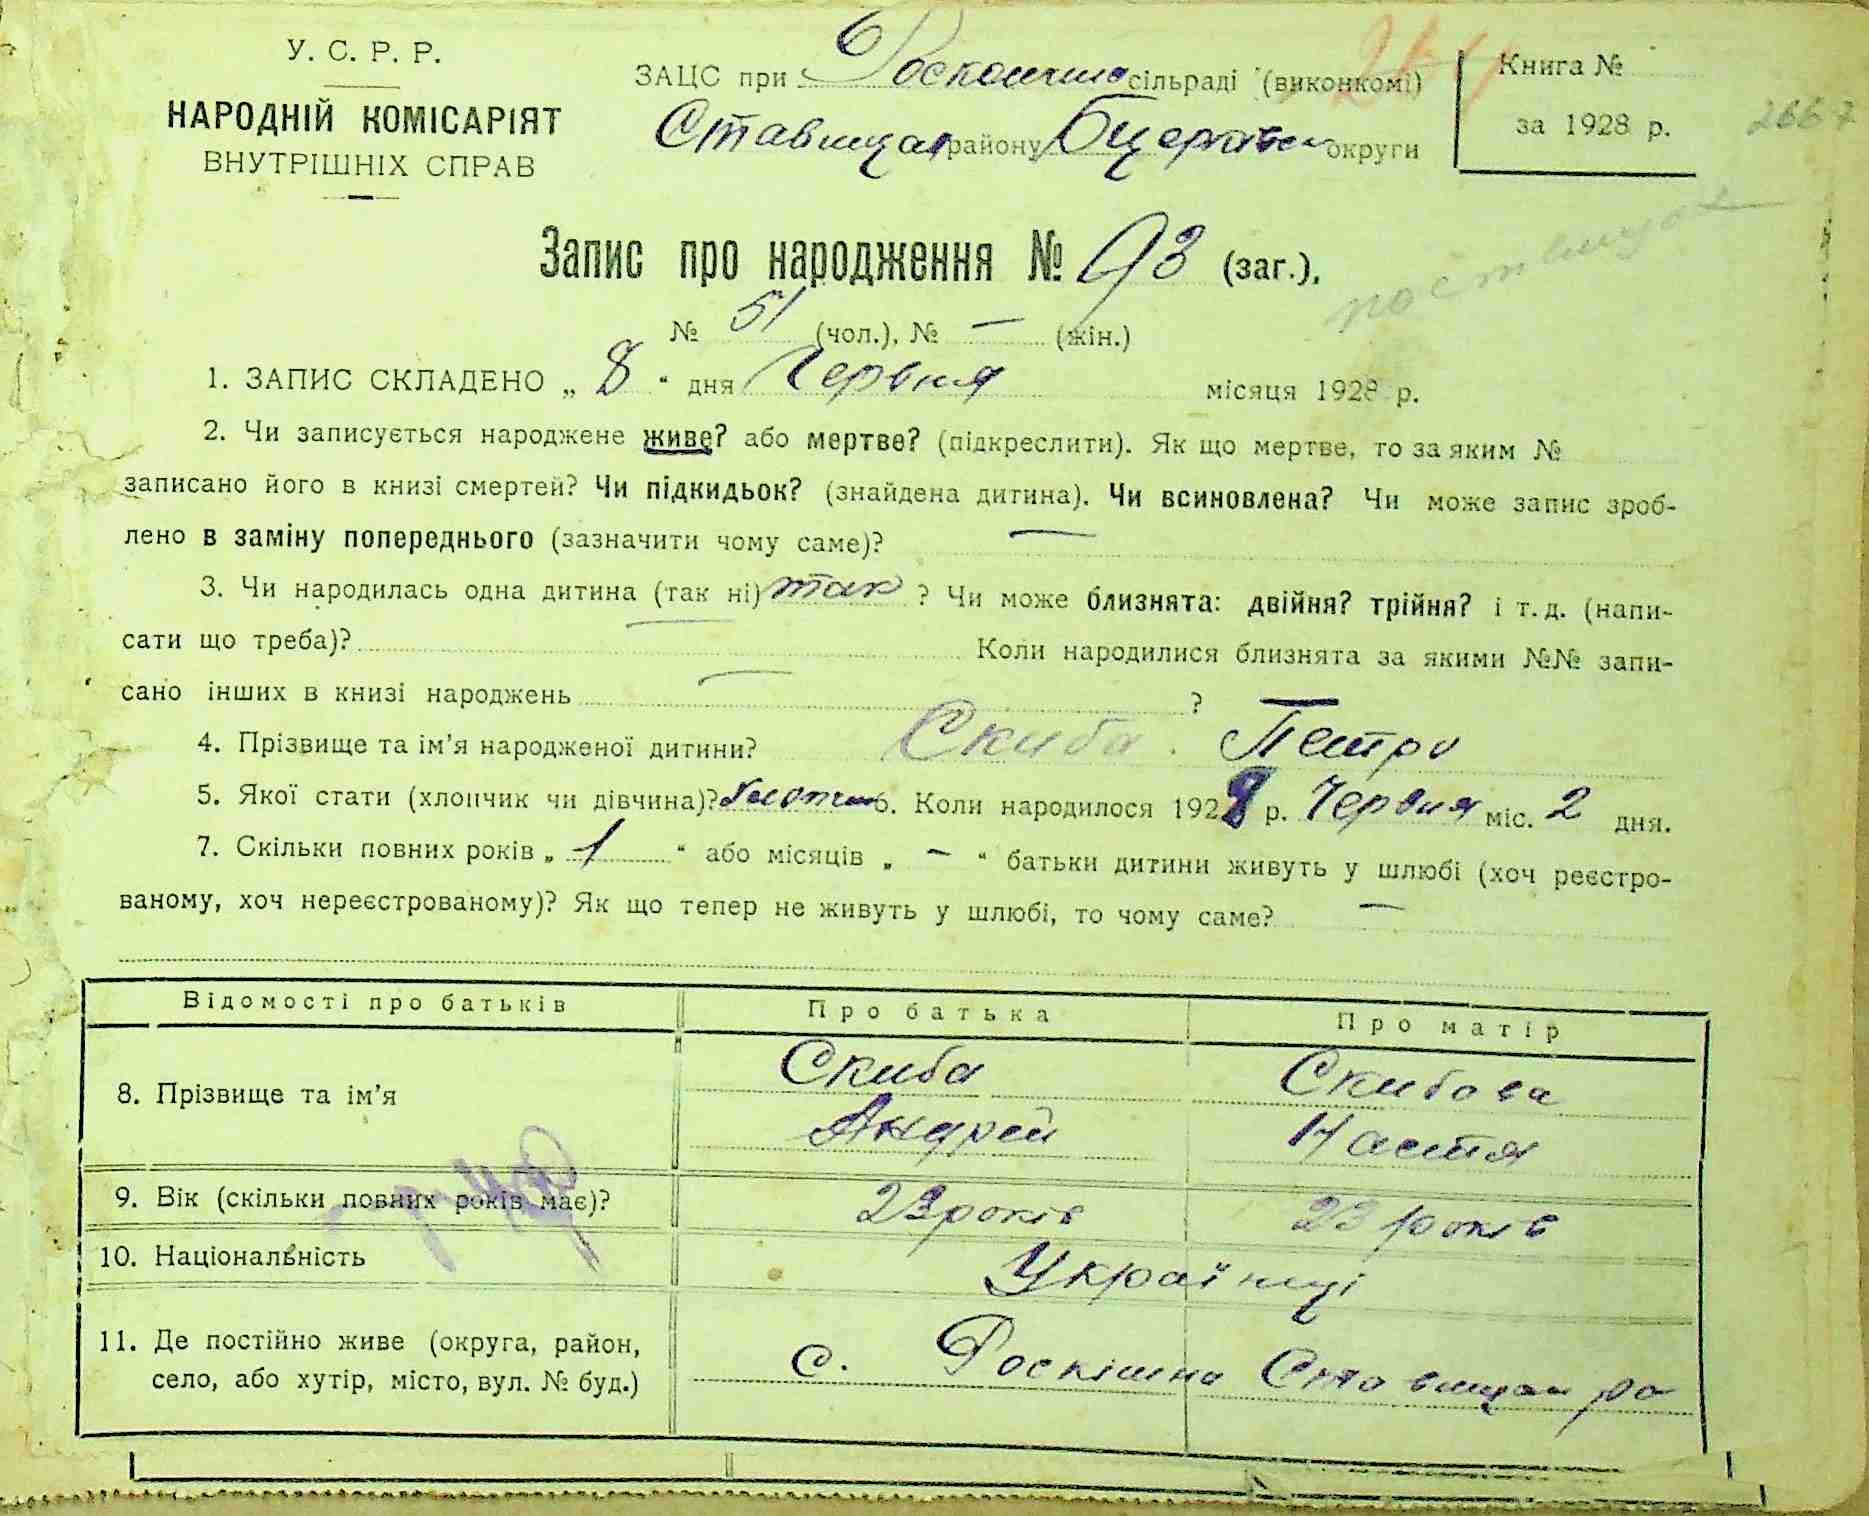 У. С. Р. Р.
НАРОДНІЙ КОМІСАРІЯТ
ВНУТРІШНІХ СПРАВ
ЗАЦС при сільраді (виконкомі)
Ставищан району Бцерківськ округи
Книга №
за 1928 р.
2667
Запис про народження № 93 (заг.).
№ 51 (чол.), № — (жін.)
1. ЗАПИС СКЛАДЕНО „ 8 “ дня Червня місяця 1928 р.
2. Чи записується народжене живе? або мертве? (підкреслити). Як що мертве, то за яким №
записано його в книзі смертей? Чи підкидьок? (знайдена дитина). Чи всиновлена? Чи може запис зроб-
лено в заміну попереднього (зазначити чому саме)? —
3. Чи народилась одна дитина (так ні) так ? Чи може близнята: двійня? трійня? і т. д. (напи-
сати що треба)? — Коли народилися близнята за якими №№ запи-
сано інших в книзі народжень — ?
4. Прізвище та ім'я народженої дитини? Скиба Петро
5. Якої стати (хлопчик чи дівчина)? 6. Коли народилося 1928 р. Червня міс. 2 дня.
7. Скільки повних років „ 1 “ або місяців „ — “ батьки дитини живуть у шлюбі (хоч реєстро-
ваному, хоч нереєстрованому)? Як що тепер не живуть у шлюбі, то чому саме? —
Відомості про батьків Про батька Про матір
8. Прізвище та ім'я Скиба Андрей Скибова Настя
9. Вік (скільки повних років має)? 23 років 23 років
10. Національність Українці
11. Де постійно живе (округа, район,
село, або хутір, місто, вул. № буд.) с. Роскішна Ставищан ра